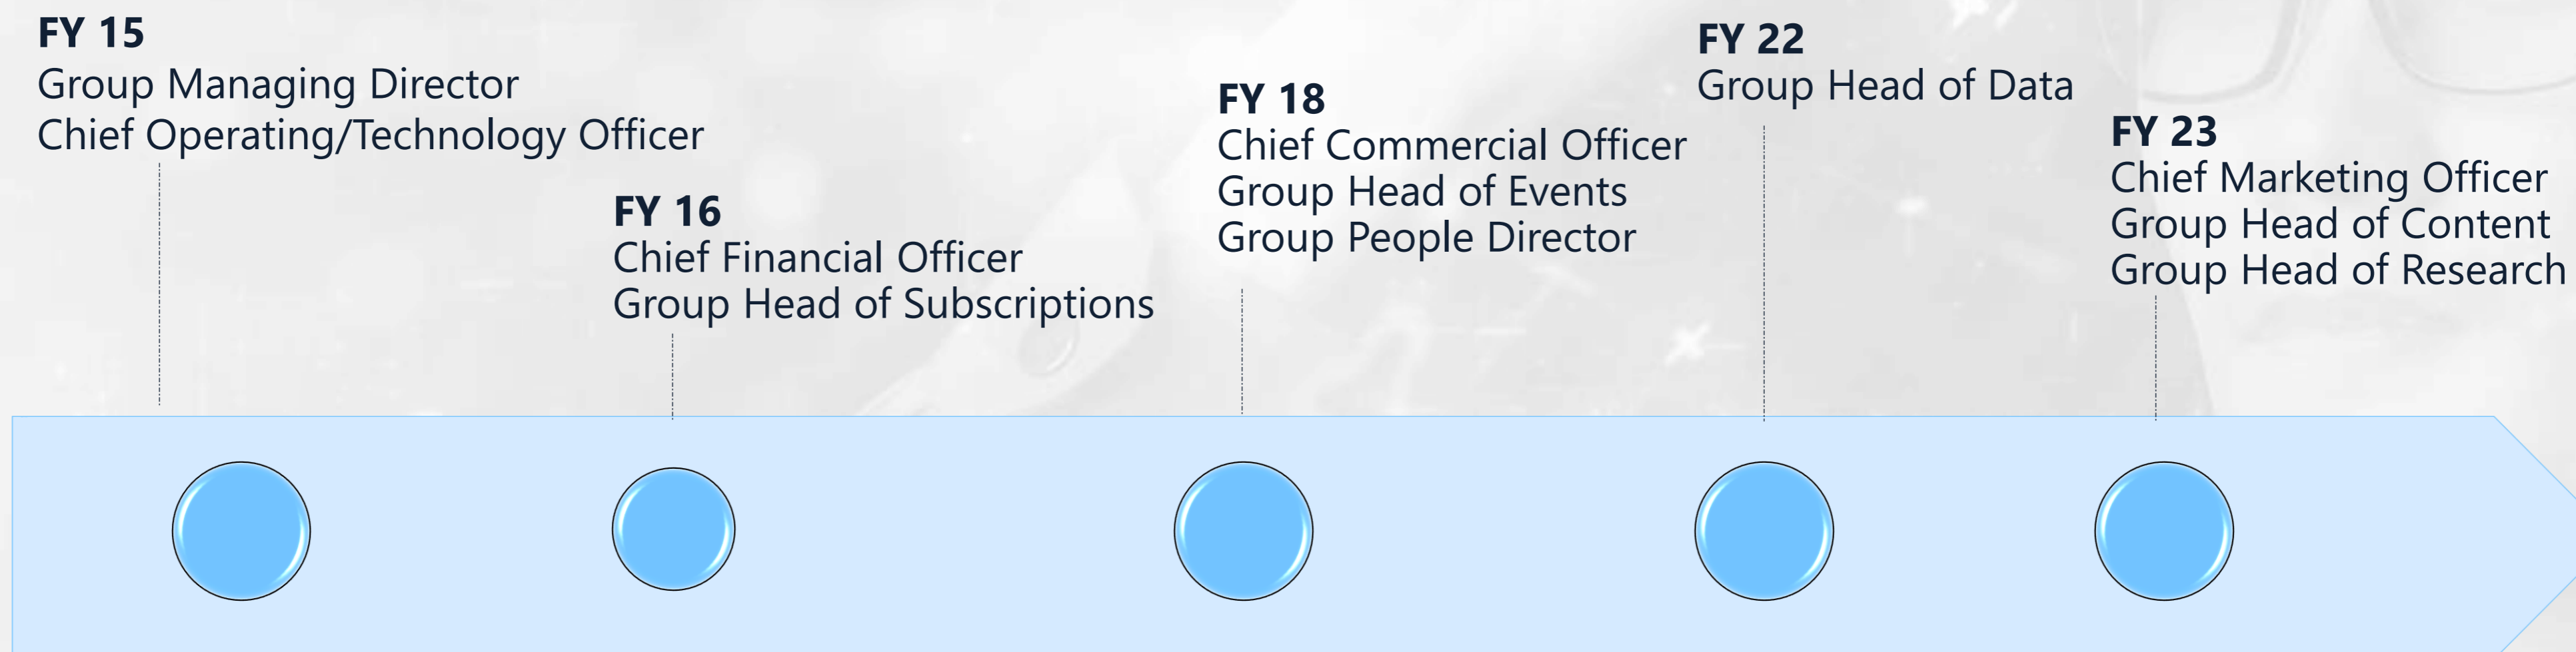 FY 15
Group Managing Director
Chief Operating/Technology Officer
FY 16
Chief Financial Officer
Group Head of Subscriptions
FY 18
Chief Commercial Officer
Group Head of Events
Group People Director
FY 22
Group Head of Data
FY 23
Chief Marketing Officer
Group Head of Content
Group Head of Research